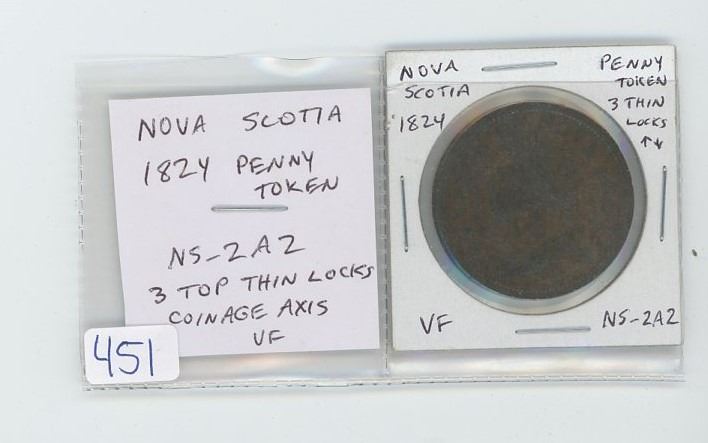 NOVA SCOTIA
1824 PENNY
TOKEN
NS-2A2
3 TOP THIN LOCKS
COINAGE AXIS
VF
451
NOVA
SCOTIA
1824
PENNY
TOKEN
3 THIN
LOCKS
↑↓
VF
NS-2A2